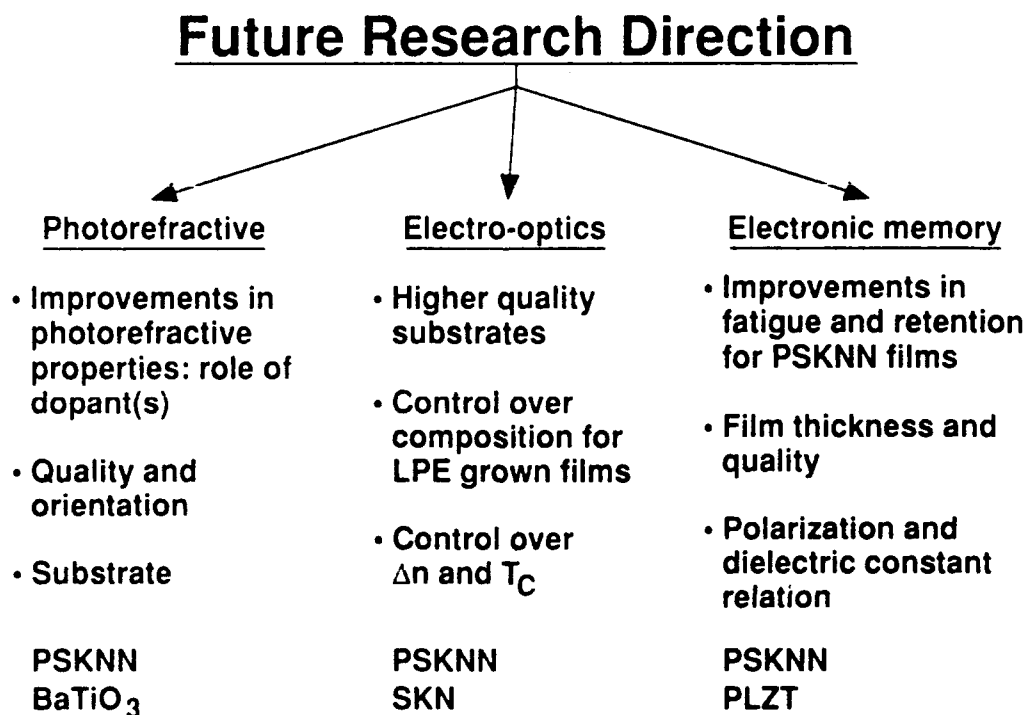 Future Research Direction
Photorefractive
• Improvements in
photorefractive
properties: role of
dopant(s)
• Quality and
orientation
• Substrate
PSKNN
BaTiO3
Electro-optics
• Higher quality
substrates
• Control over
composition for
LPE grown films
• Control over
Δn and TC
PSKNN
SKN
Electronic memory
• Improvements in
fatigue and retention
for PSKNN films
• Film thickness and
quality
• Polarization and
dielectric constant
relation
PSKNN
PLZT